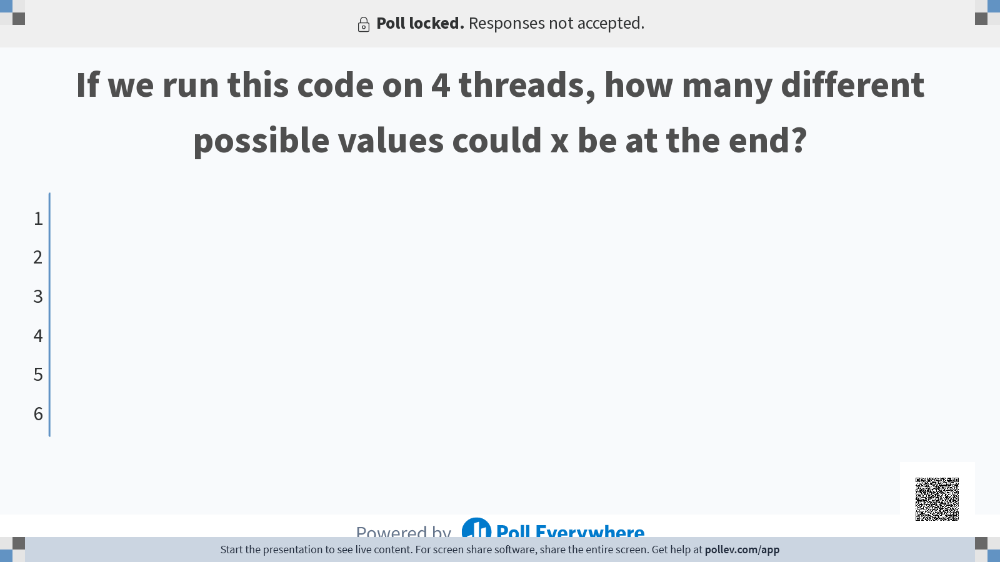 Poll locked. Responses not accepted.
If we run this code on 4 threads, how many different
possible values could x be at the end?
1
2
3
4
5
6
Powered by Poll Everywhere
Start the presentation to see live content. For screen share software, share the entire screen. Get help at pollev.com/app